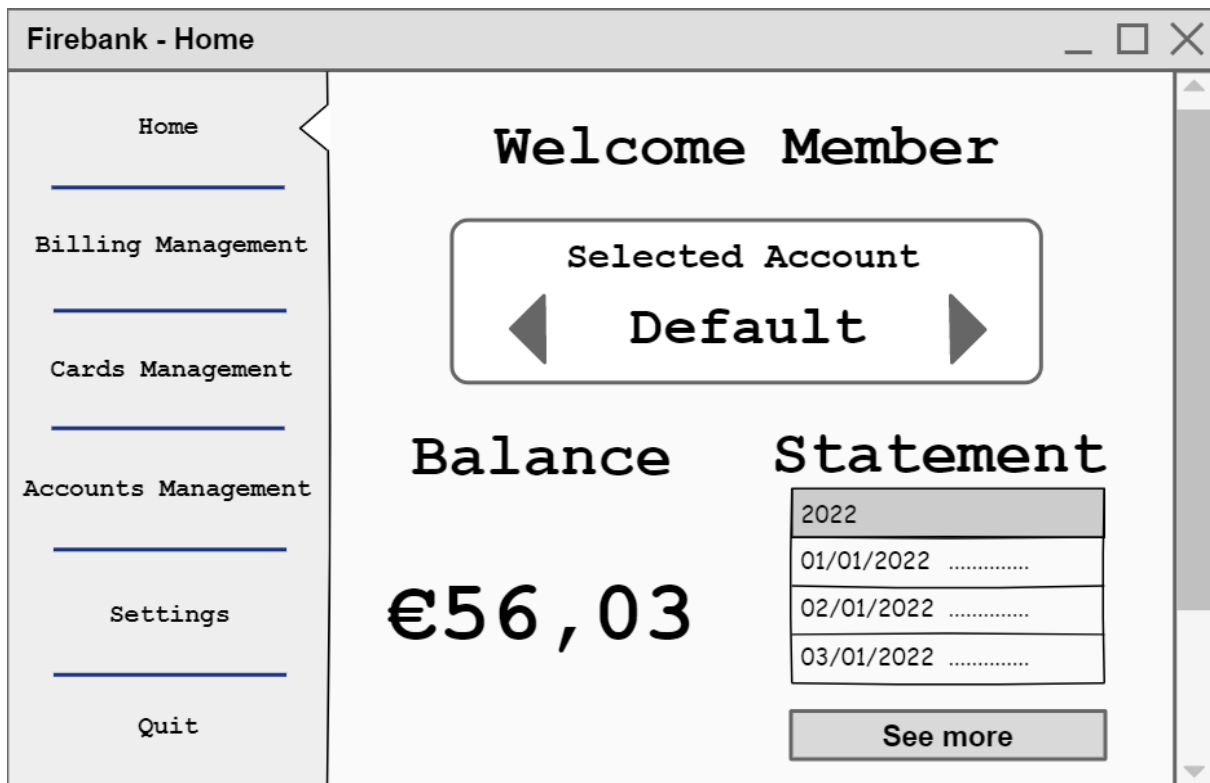 Firebank - Home
Home
Billing Management
Cards Management
Accounts Management
Settings
Quit
Welcome Member
Selected Account
Default
Balance
€56,03
Statement
2022
01/01/2022 ..............
02/01/2022 ..............
03/01/2022 ..............
See more